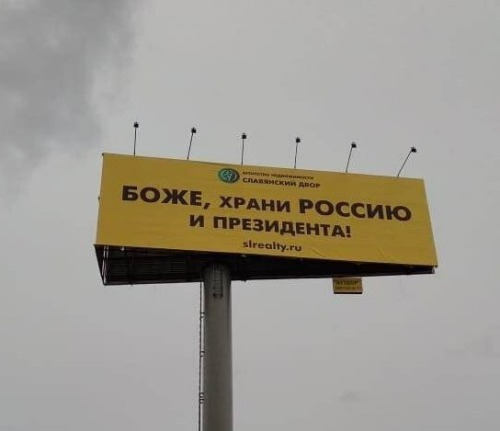 АГЕНТСТВО НЕДВИЖИМОСТИ
СЛАВЯНСКИЙ ДВОР
БОЖЕ, ХРАНИ РОССИЮ
И ПРЕЗИДЕНТА!
slrealty.ru